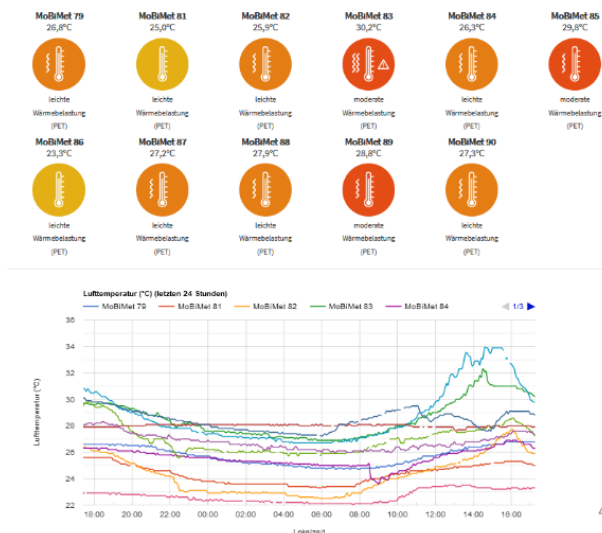 MoBiMet 79 MoBiMet 81 MoBiMet 82 MoBiMet 83 MoBiMet 84 MoBiMet 85
26,8°C 25,0°C 25,9°C 30,2°C 26,3°C 29,8°C
leichte leichte leichte moderate leichte moderate
Wärmebelastung Wärmebelastung Wärmebelastung Wärmebelastung Wärmebelastung Wärmebelastung
(PET) (PET) (PET) (PET) (PET) (PET)
MoBiMet 86 MoBiMet 87 MoBiMet 88 MoBiMet 89 MoBiMet 90
23,3°C 27,2°C 27,9°C 28,8°C 27,3°C
leichte leichte leichte moderate leichte
Wärmebelastung Wärmebelastung Wärmebelastung Wärmebelastung Wärmebelastung
(PET) (PET) (PET) (PET) (PET)
Lufttemperatur (°C) (letzten 24 Stunden)
MoBiMet 79 MoBiMet 81 MoBiMet 82 MoBiMet 83 MoBiMet 84 1/3
36
34
32
30
28
26
24
22
Lufttemperatur (°C)
18:00 20:00 22:00 00:00 02:00 04:00 06:00 08:00 10:00 12:00 14:00 16:00
Lokalzeit
4